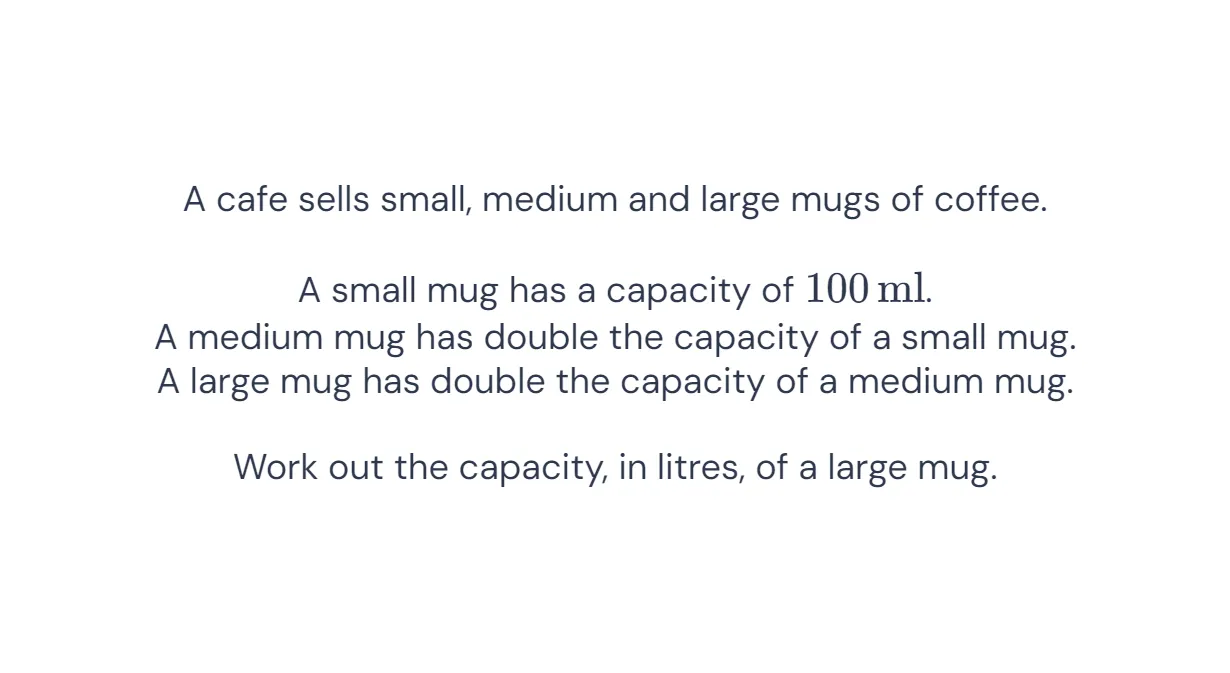 A cafe sells small, medium and large mugs of coffee.
A small mug has a capacity of 100 ml.
A medium mug has double the capacity of a small mug.
A large mug has double the capacity of a medium mug.
Work out the capacity, in litres, of a large mug.